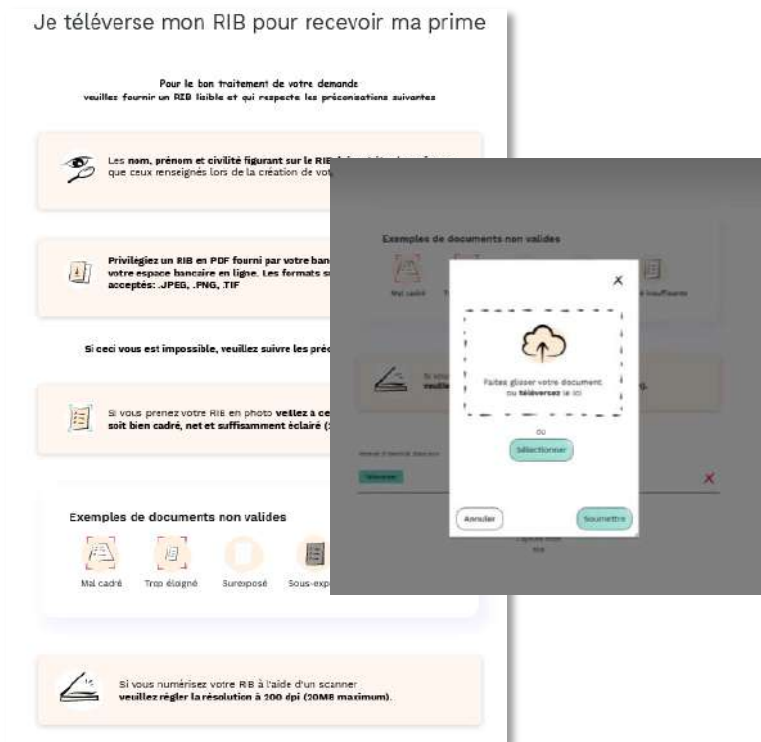 Je téléverse mon RIB pour recevoir ma prime
Pour le bon traitement de votre demande
veuillez fournir un RIB lisible et qui respecte les préconisations suivantes
Les nom, prénom et civilité figurant sur le RIB
que ceux renseignés lors de la création de
Privilégiez un RIB en PDF fourni par votre
votre espace bancaire en ligne. Les formats
acceptés: .JPEG, .PNG, .TIF
Si ceci vous est impossible, veuillez suivre les
Si vous prenez votre RIB en photo veillez à ce
soit bien cadré, net et suffisamment éclairé
Exemples de documents non valides
Mal cadré Trop éloigné Surexposé
Si vous numérisez votre RIB à l'aide d'un scanner
veuillez régler la résolution à 200 dpi (20MB maximum).
Exemples de documents non valides
Mal cadré
X
Faites glisser votre document
ou téléversez le ici
ou
Sélectionner
Annuler Soumettre